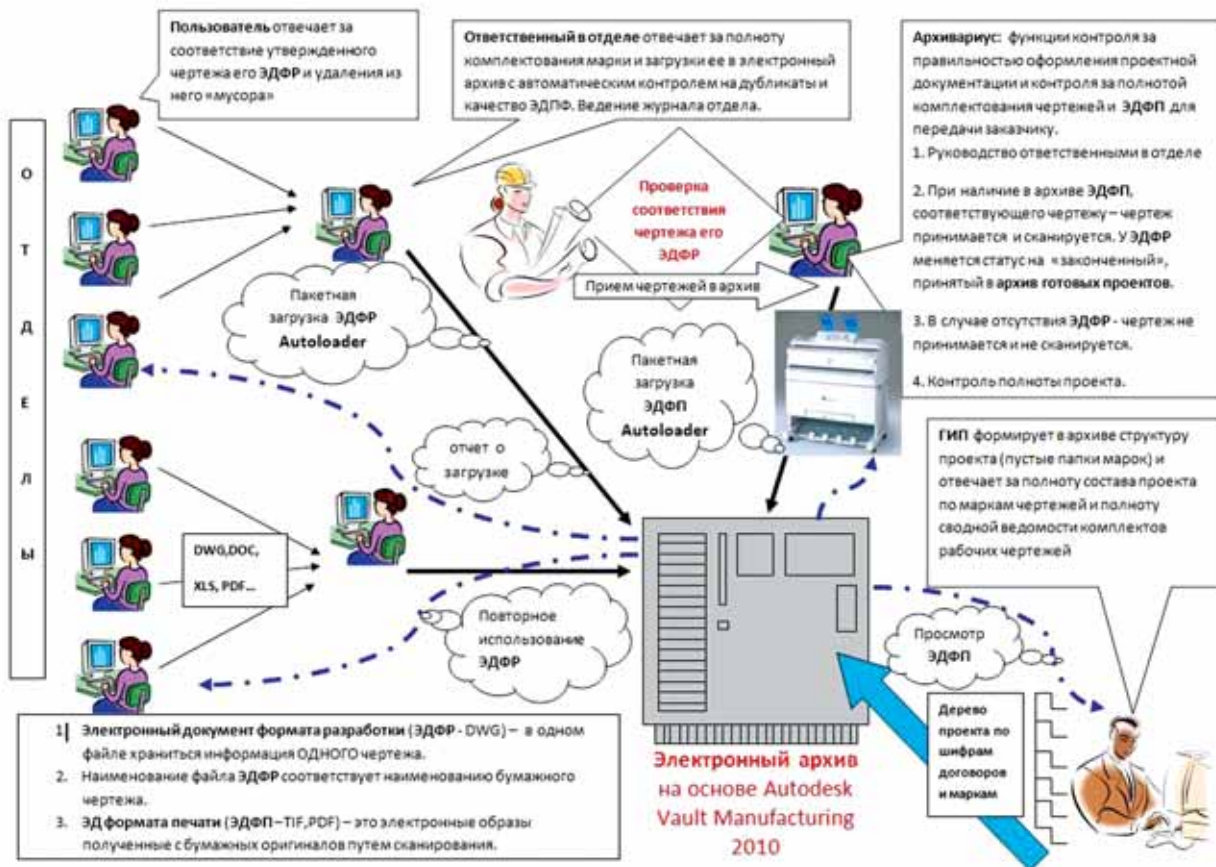 Пользователь отвечает за
соответствие утвержденного
чертежа его ЭДФР и удаления из
него «мусора»
Ответственный в отделе отвечает за полноту
комплектования марки и загрузки ее в электронный
архив с автоматическим контролем на дубликаты и
качество ЭДПФ. Ведение журнала отдела.
Архивариус: функции контроля за
правильностью оформления проектной
документации и контроля за полнотой
комплектования чертежей и ЭДФП для
передачи заказчику.
1. Руководство ответственными в отделе
2. При наличие в архиве ЭДФП,
соответствующего чертежу – чертеж
принимается и сканируется. У ЭДФР
меняется статус на «законченный»,
принятый в архив готовых проектов.
3. В случае отсутствия ЭДФР - чертеж не
принимается и не сканируется.
4. Контроль полноты проекта.
О
Т
Д
Е
Л
Ы
Проверка
соответствия
чертежа его
ЭДФР
Прием чертежей в архив
Пакетная
загрузка ЭДФР
Autoloader
Пакетная
загрузка
ЭДФП
Autoloader
отчет о
загрузке
ГИП формирует в архиве структуру
проекта (пустые папки марок) и
отвечает за полноту состава проекта
по маркам чертежей и полноту
сводной ведомости комплектов
рабочих чертежей
DWG,DOC,
XLS, PDF...
Повторное
использование
ЭДФР
Просмотр
ЭДФП
Дерево
проекта по
шифрам
договоров
и маркам
Электронный архив
на основе Autodesk
Vault Manufacturing
2010
1. Электронный документ формата разработки (ЭДФР - DWG) – в одном
файле храниться информация ОДНОГО чертежа.
2. Наименование файла ЭДФР соответствует наименованию бумажного
чертежа.
3. ЭД формата печати (ЭДФП – TIF,PDF) – это электронные образы
полученные с бумажных оригиналов путем сканирования.